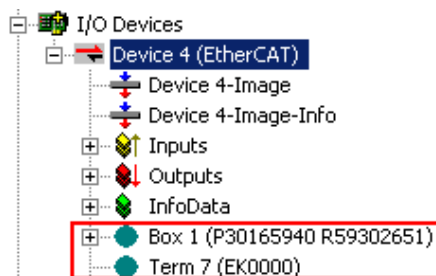 I/O Devices
Device 4 (EtherCAT)
Device 4-Image
Device 4-Image-Info
Inputs
Outputs
InfoData
Box 1 (P30165940 R59302651)
Term 7 (EK0000)